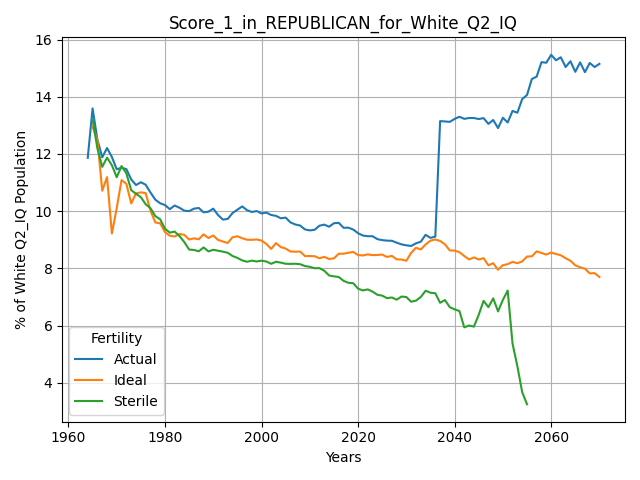 Score_1_in_REPUBLICAN_for_White_Q2_IQ
% of White Q2_IQ Population
16
14
12
10
8
6
4
Fertility
Actual
Ideal
Sterile
1960
1980
2000
2020
2040
2060
Years